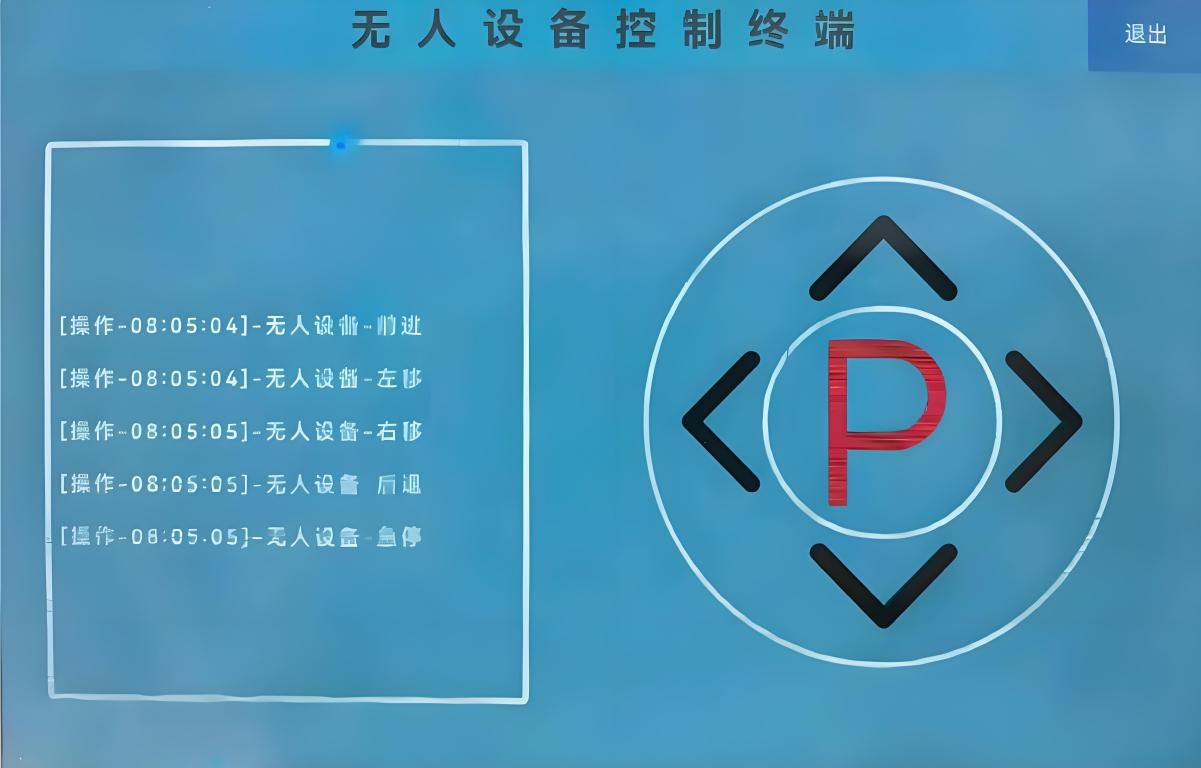 无人设备控制终端
退出
[操作-08:05:04]-无人设备-前进
[操作-08:05:04]-无人设备-左移
[操作-08:05:05]-无人设备-右移
[操作-08:05:05]-无人设备-后退
[操作-08:05:05]-无人设备-急停
P